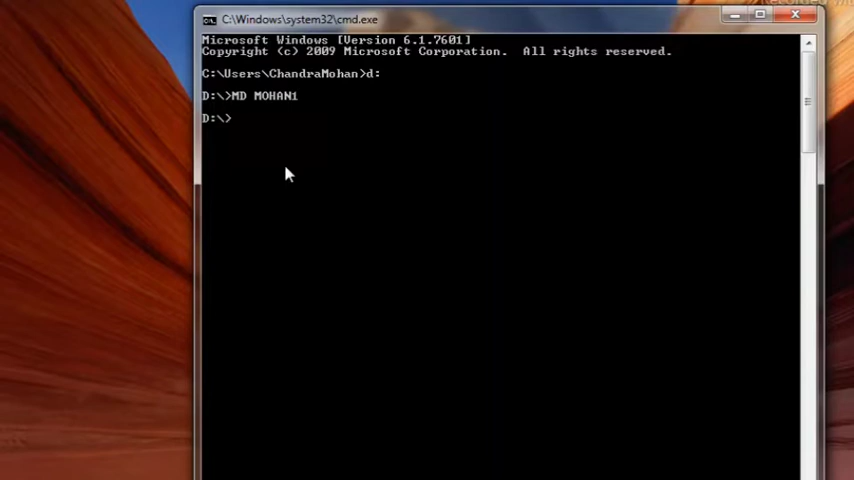 C:\Windows\system32\cmd.exe
Microsoft Windows [Version 6.1.7601]
Copyright (c) 2009 Microsoft Corporation.  All rights reserved.
C:\Users\ChandraMohan>d:
D:\>MD MOHAN1
D:\>